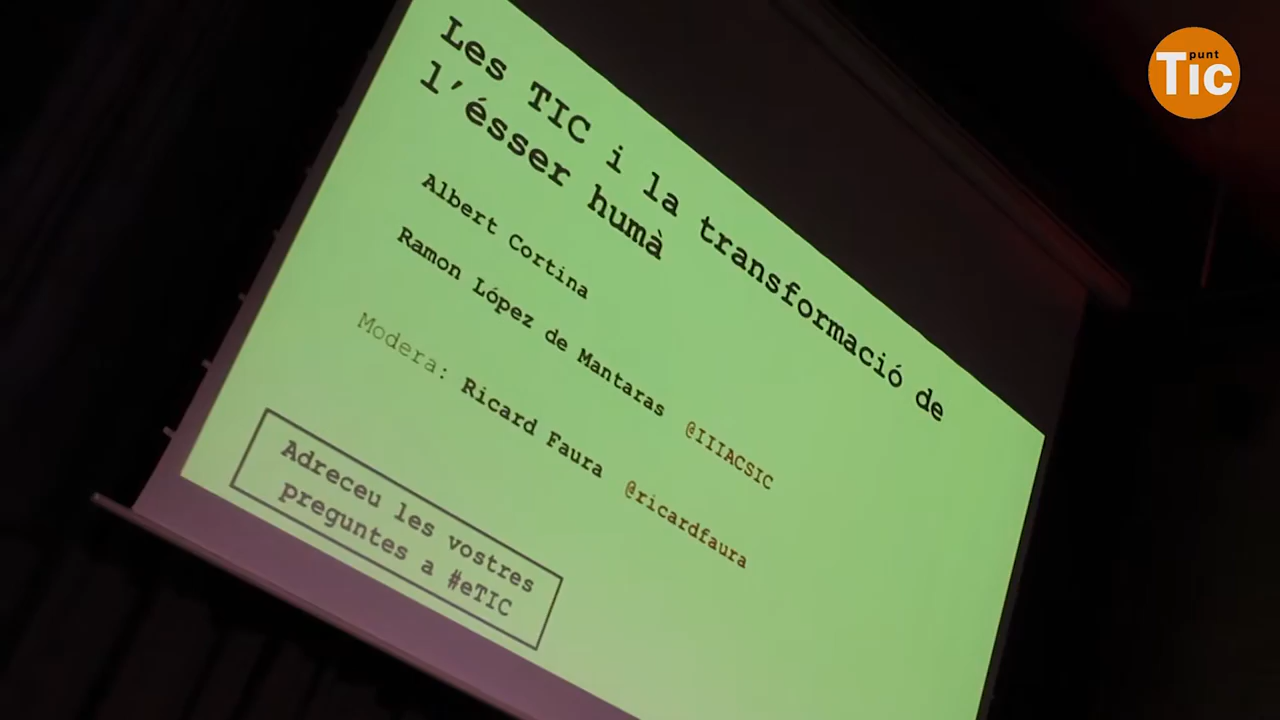 Les TIC i la transformació de
l'ésser humà
Albert Cortina
Ramon López de Mantaras @IIIACSIC
Modera: Ricard Faura @ricardfaura
Adreceu les vostres
preguntes a #eTIC
punt
Tic